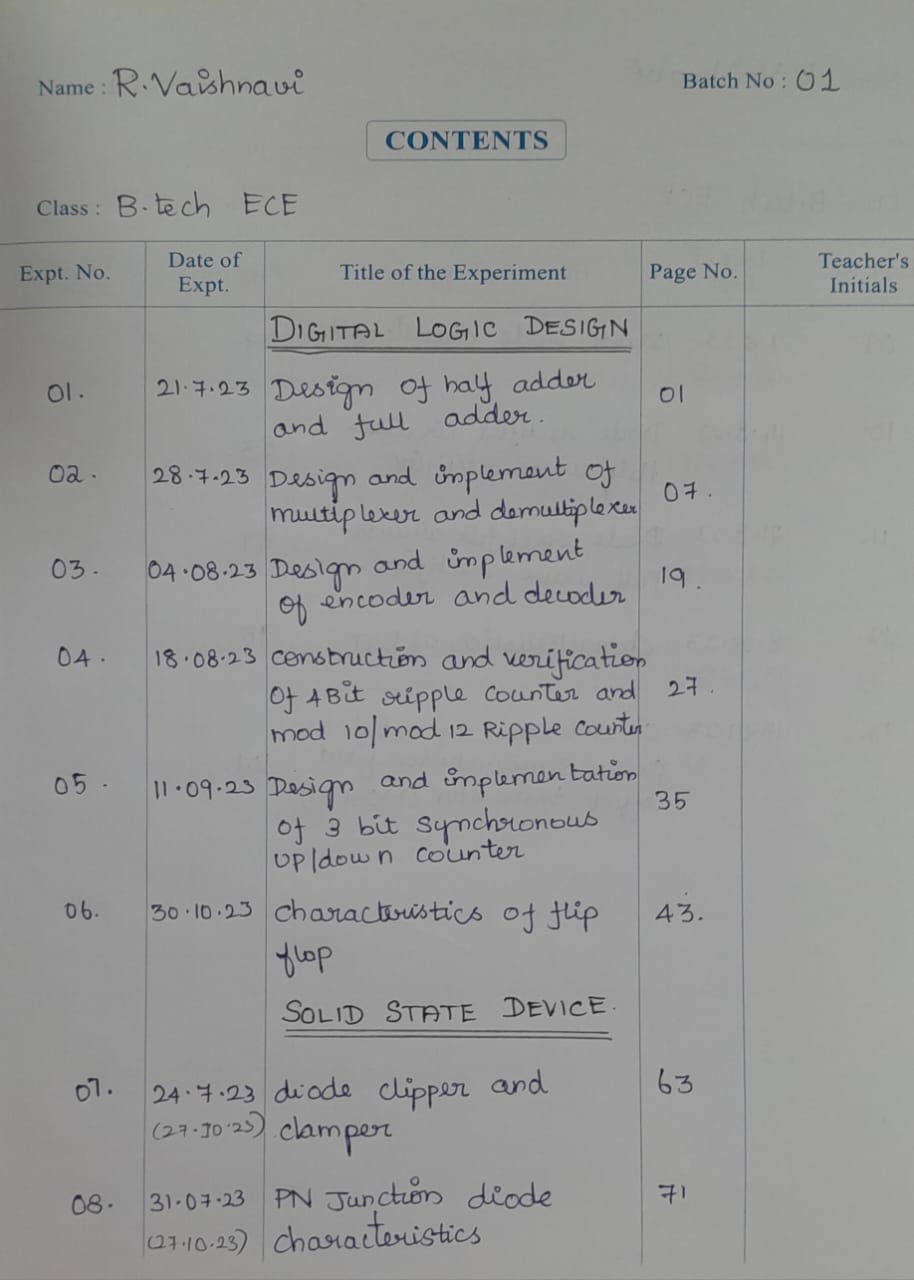 Name : R. Vaishnavi Batch No : 01
CONTENTS
Class : B.tech ECE
Expt. No. Date of Expt. Title of the Experiment Page No. Teacher's Initials
DIGITAL LOGIC DESIGN
01. 21.7.23 Design of half adder 01
and full adder.
02. 28.7.23 Design and implement of 07.
multiplexer and demultiplexer
03. 04.08.23 Design and implement 19.
of encoder and decoder
04. 18.08.23 construction and verification
of 4 Bit ripple counter and 27.
mod 10/mod 12 Ripple counter
05. 11.09.23 Design and implementation 35
of 3 bit synchronous
up/down counter
06. 30.10.23 characteristics of flip 43.
flop
SOLID STATE DEVICE.
07. 24.7.23 diode clipper and 63
(27.10.23) clamper
08. 31.07.23 PN Junction diode 71
(27.10.23) characteristics